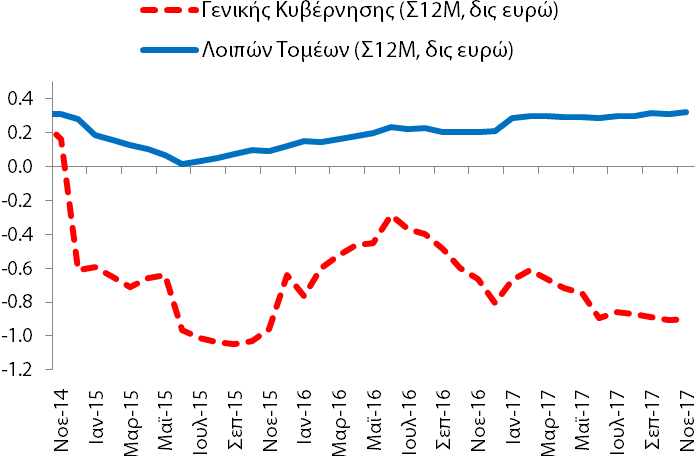 Γενικής Κυβέρνησης (Σ12Μ, δις ευρώ)
Λοιπών Τομέων (Σ12Μ, δις ευρώ)
0.4
0.2
0.0
-0.2
-0.4
-0.6
-0.8
-1.0
-1.2
Νοε-14
Ιαν-15
Μαρ-15
Μαϊ-15
Ιουλ-15
Σεπ-15
Νοε-15
Ιαν-16
Μαρ-16
Μαϊ-16
Ιουλ-16
Σεπ-16
Νοε-16
Ιαν-17
Μαρ-17
Μαϊ-17
Ιουλ-17
Σεπ-17
Νοε-17